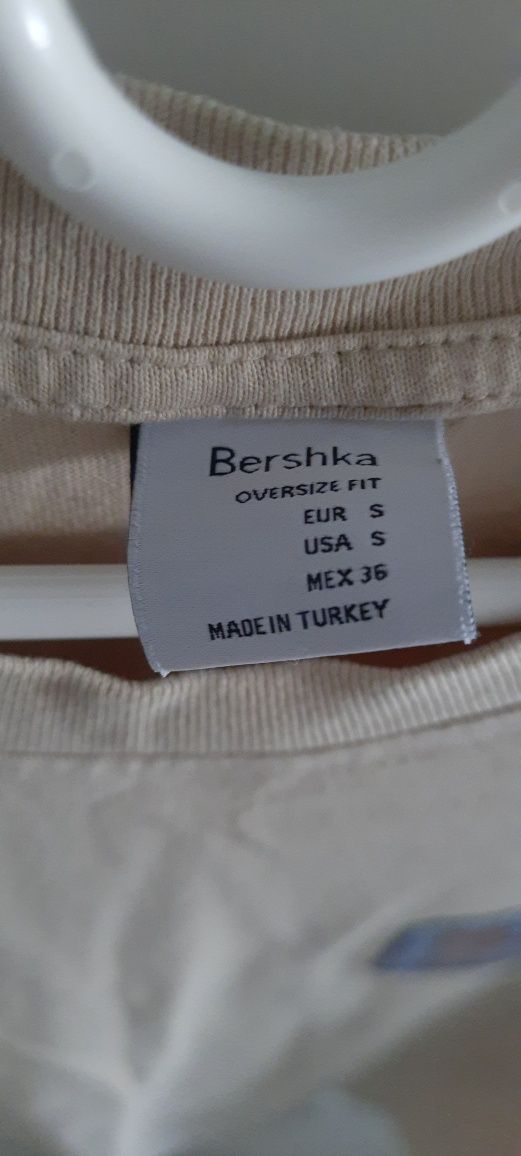 Bershka
OVERSIZE FIT
EUR S
USA S
MEX 36
MADE IN TURKEY